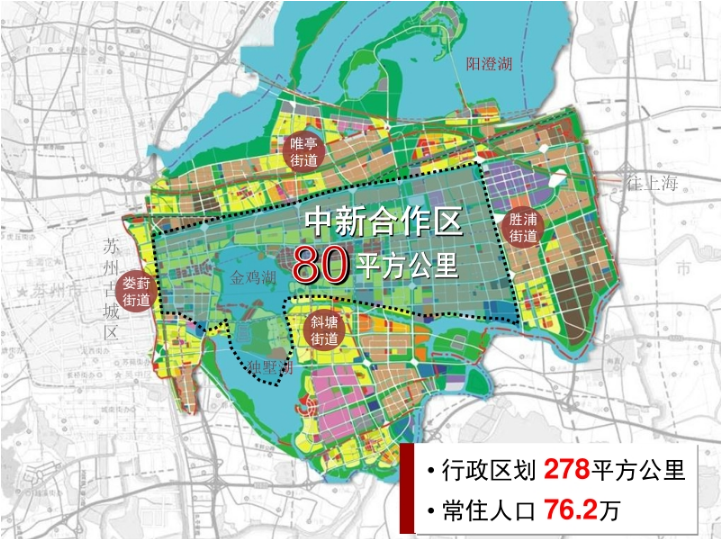 阳澄湖
山
唯亭
街道
往上海
中新合作区
胜浦
街道
80平方公里
苏州古城区
金鸡湖
苏州市
市
娄葑
街道
斜塘
街道
独墅湖
• 行政区划 278平方公里
• 常住人口 76.2万